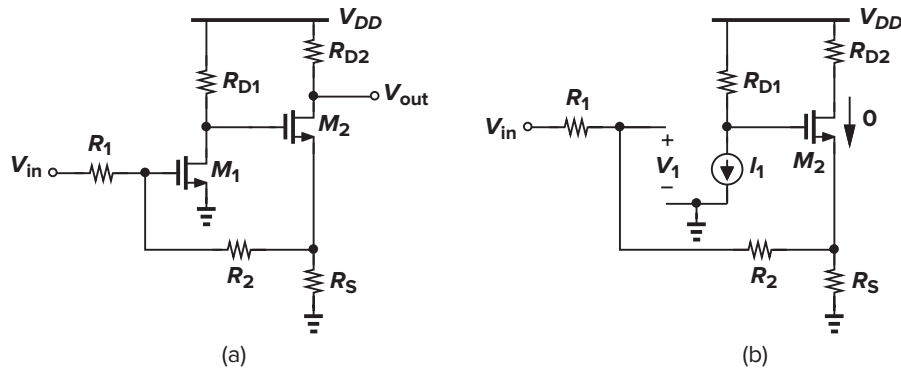 V_DD
R_D1
R_D2
V_out
M_2
R_1
V_in
M_1
R_2
R_S
(a)
V_DD
R_D1
R_D2
R_1
V_in
0
M_2
+
V_1
−
I_1
R_2
R_S
(b)